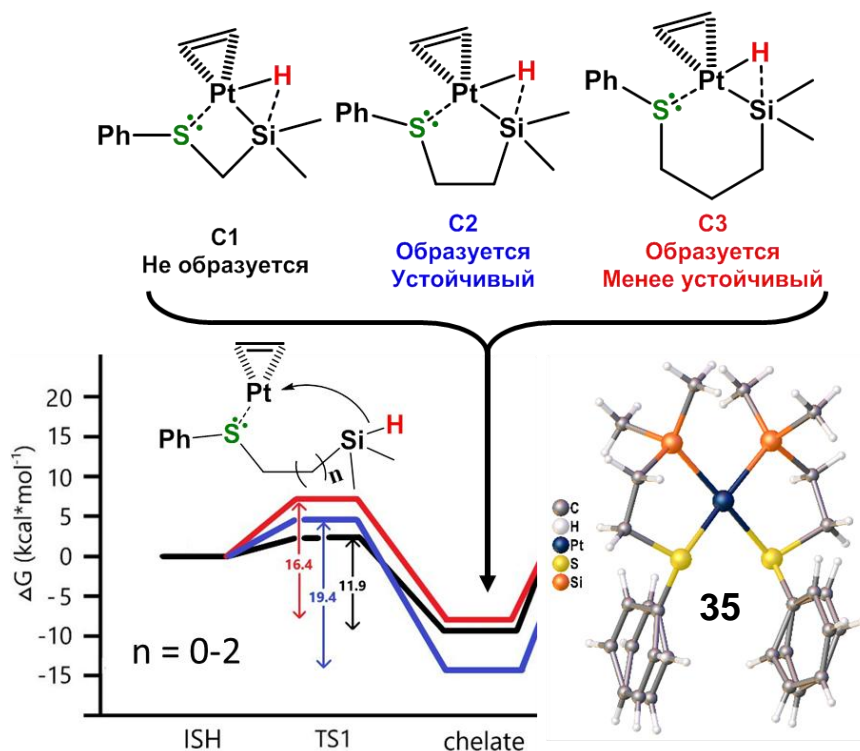 H
H
H
Pt
Pt
Pt
Ph
S
Si
Ph
S
Si
Ph
S
Si
C1
Не образуется
C2
Образуется
Устойчивый
C3
Образуется
Менее устойчивый
ΔG (kcal*mol⁻¹)
20
15
10
5
0
-5
-10
-15
Pt
Ph
S
Si
H
n
16.4
19.4
11.9
n = 0-2
ISH
TS1
chelate
C
H
Pt
S
Si
35